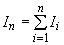 I_n = \sum_{i=1}^{n} I_i